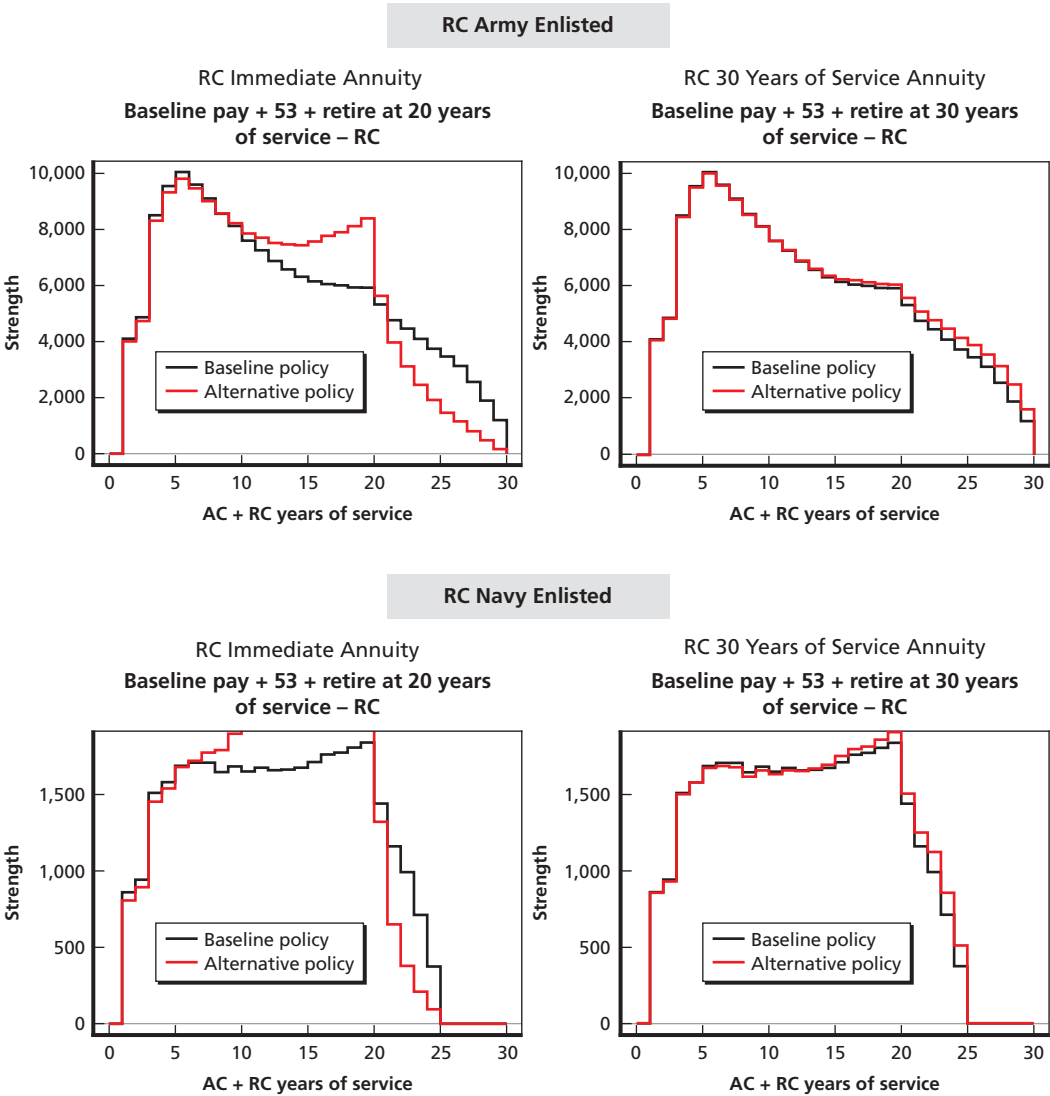 RC Army Enlisted
RC Immediate Annuity
Baseline pay + 53 + retire at 20 years
of service – RC
10,000
8,000
6,000
4,000
2,000
0
Strength
Baseline policy
Alternative policy
0 5 10 15 20 25 30
AC + RC years of service
RC 30 Years of Service Annuity
Baseline pay + 53 + retire at 30 years
of service – RC
10,000
8,000
6,000
4,000
2,000
0
Strength
Baseline policy
Alternative policy
0 5 10 15 20 25 30
AC + RC years of service
RC Navy Enlisted
RC Immediate Annuity
Baseline pay + 53 + retire at 20 years
of service – RC
1,500
1,000
500
0
Strength
Baseline policy
Alternative policy
0 5 10 15 20 25 30
AC + RC years of service
RC 30 Years of Service Annuity
Baseline pay + 53 + retire at 30 years
of service – RC
1,500
1,000
500
0
Strength
Baseline policy
Alternative policy
0 5 10 15 20 25 30
AC + RC years of service